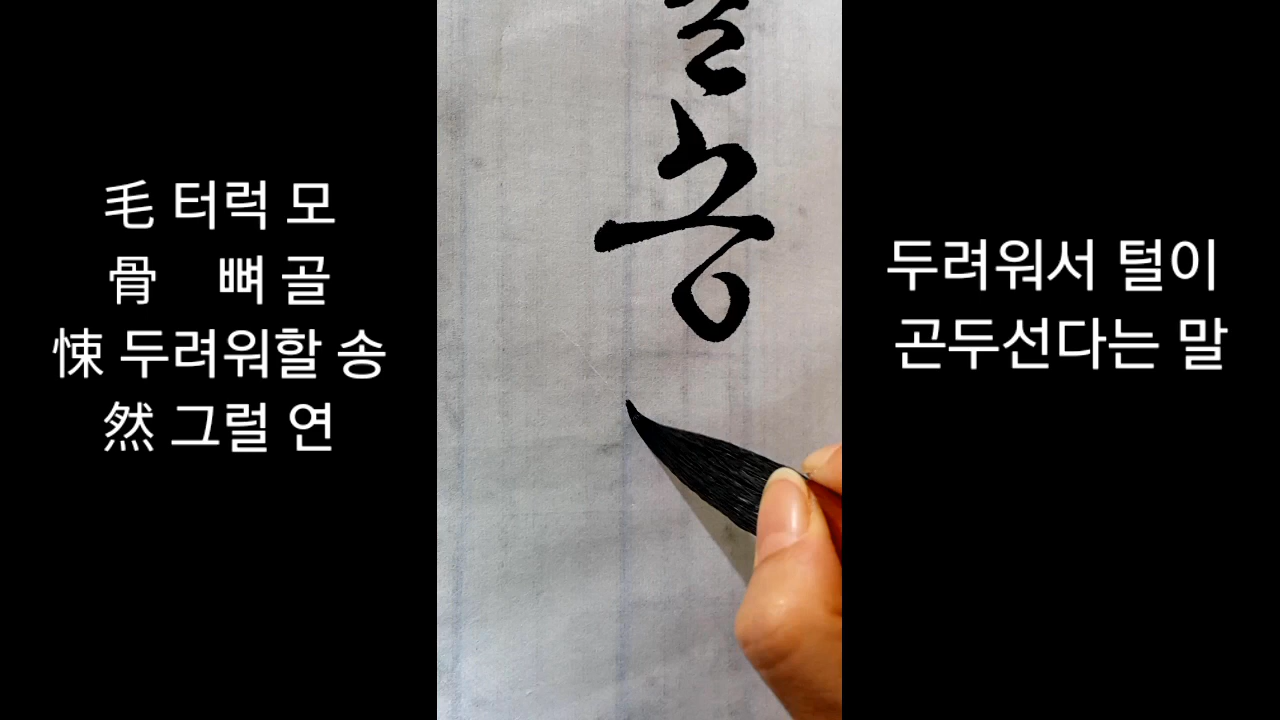 毛 터럭 모
骨 뼈 골
悚 두려워할 송
然 그럴 연
송
두려워서 털이
곤두선다는 말